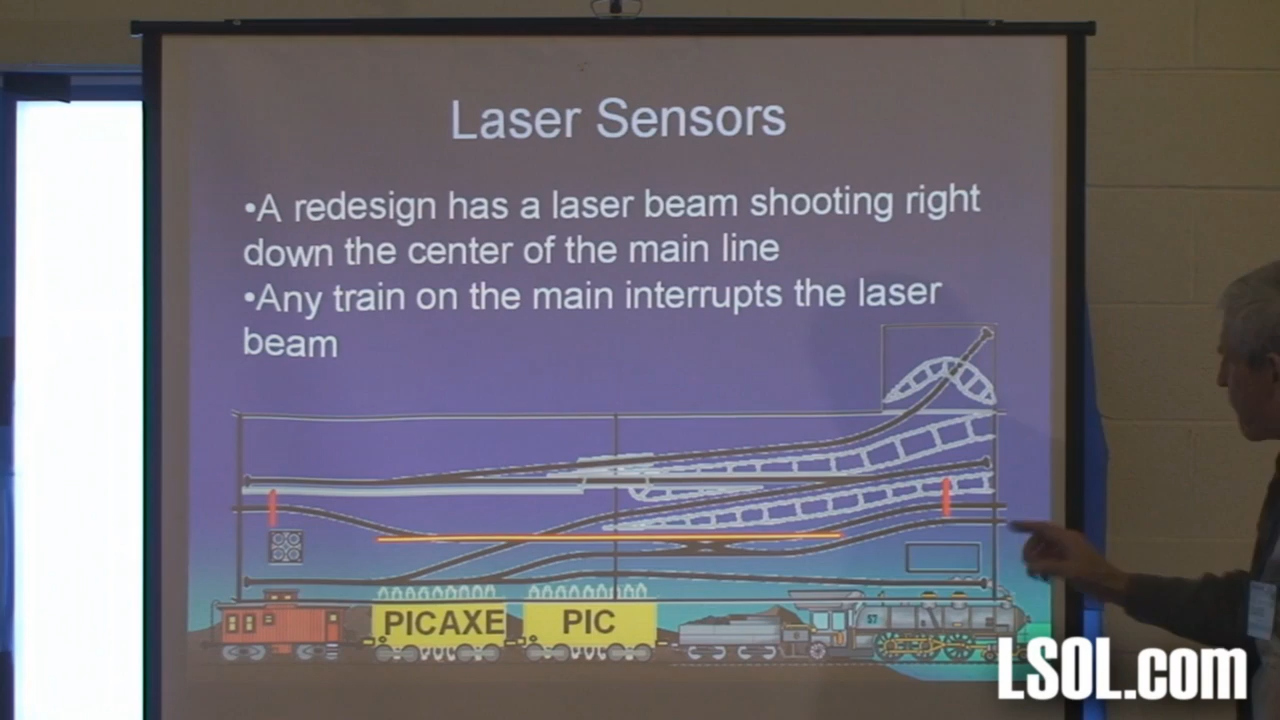 Laser Sensors
•A redesign has a laser beam shooting right
down the center of the main line
•Any train on the main interrupts the laser
beam
PICAXE
PIC
57
LSOL.com